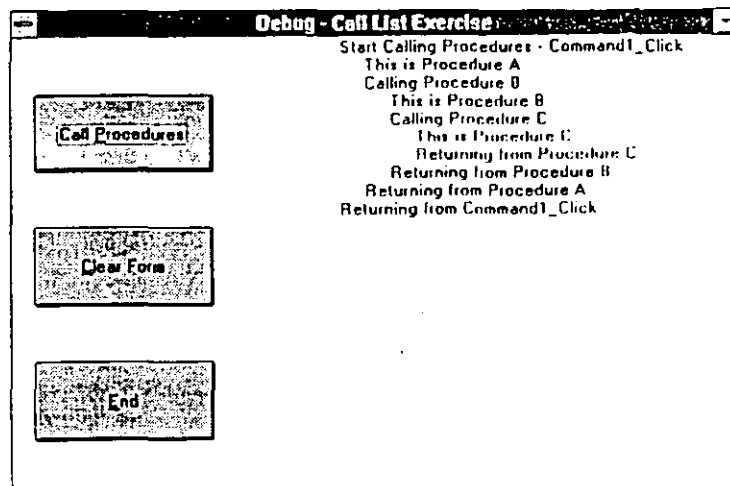 Debug - Call List Exercise
Start Calling Procedures - Command1_Click
This is Procedure A
Calling Procedure B
This is Procedure B
Calling Procedure C
This is Procedure C
Returning from Procedure C
Returning from Procedure B
Returning from Procedure A
Returning from Command1_Click
Call Procedures
Clear Form
End